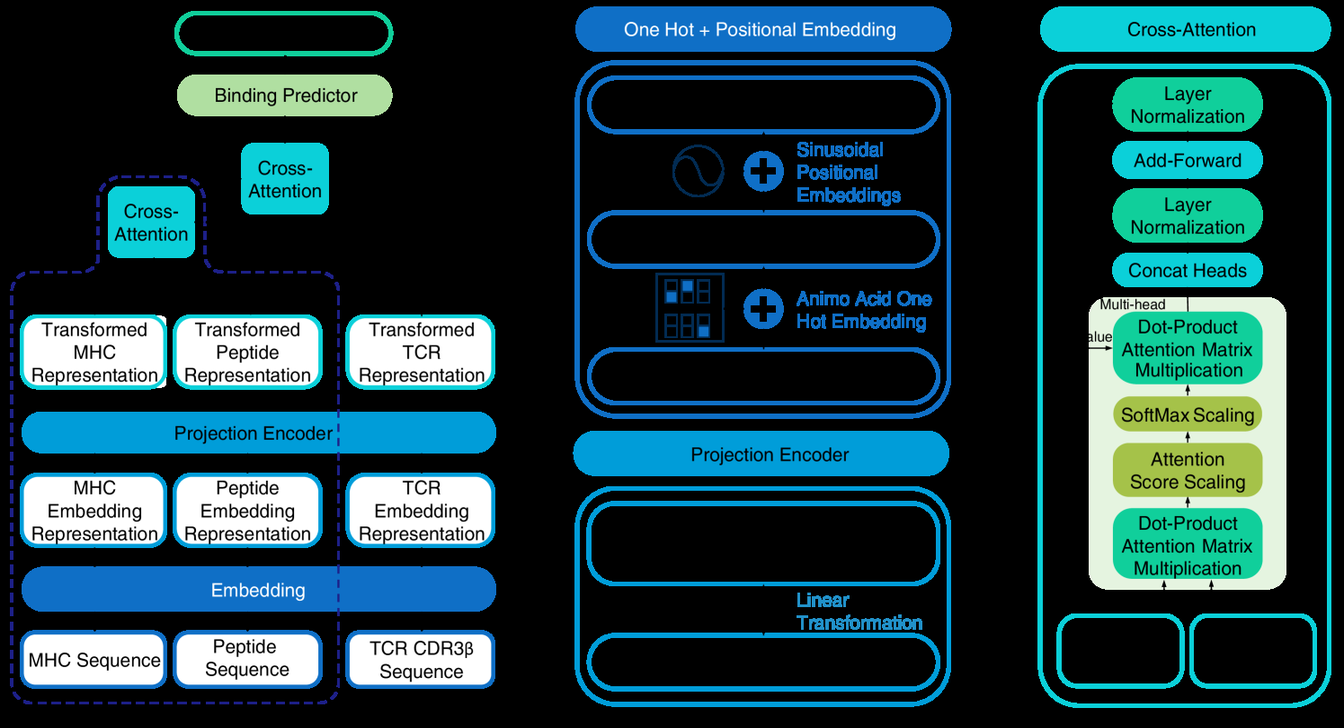 Binding Predictor
Cross-
Attention
Cross-
Attention
Transformed
MHC
Representation
Transformed
Peptide
Representation
Transformed
TCR
Representation
Projection Encoder
MHC
Embedding
Representation
Peptide
Embedding
Representation
TCR
Embedding
Representation
Embedding
MHC Sequence
Peptide
Sequence
TCR CDR3β
Sequence
One Hot + Positional Embedding
Sinusoidal
Positional
Embeddings
Animo Acid One
Hot Embedding
Projection Encoder
Linear
Transformation
Cross-Attention
Layer
Normalization
Add-Forward
Layer
Normalization
Concat Heads
Multi-head
Dot-Product
Attention Matrix
Multiplication
alue
SoftMax Scaling
Attention
Score Scaling
Dot-Product
Attention Matrix
Multiplication